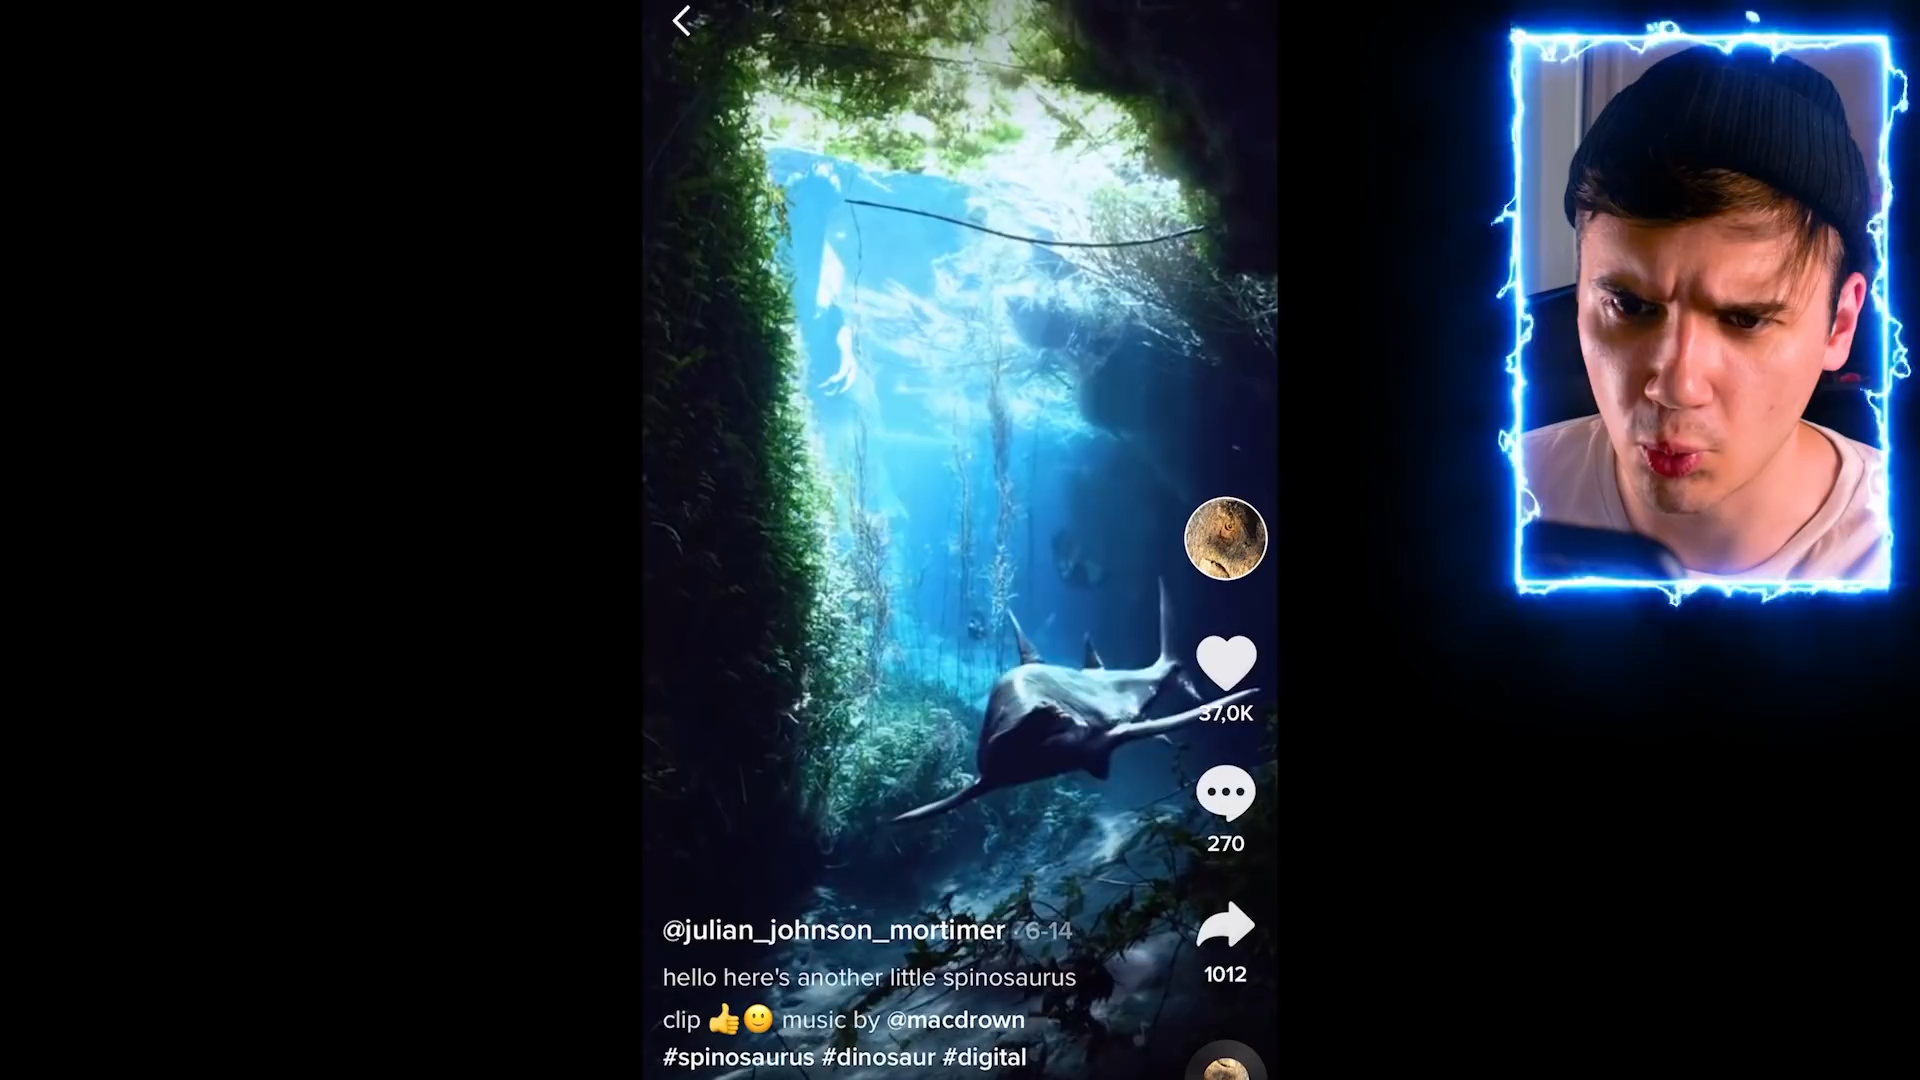 37,0K
270
1012
@julian_johnson_mortimer · 6-14
hello here's another little spinosaurus
clip 👍🙂 music by @macdrown
#spinosaurus #dinosaur #digital